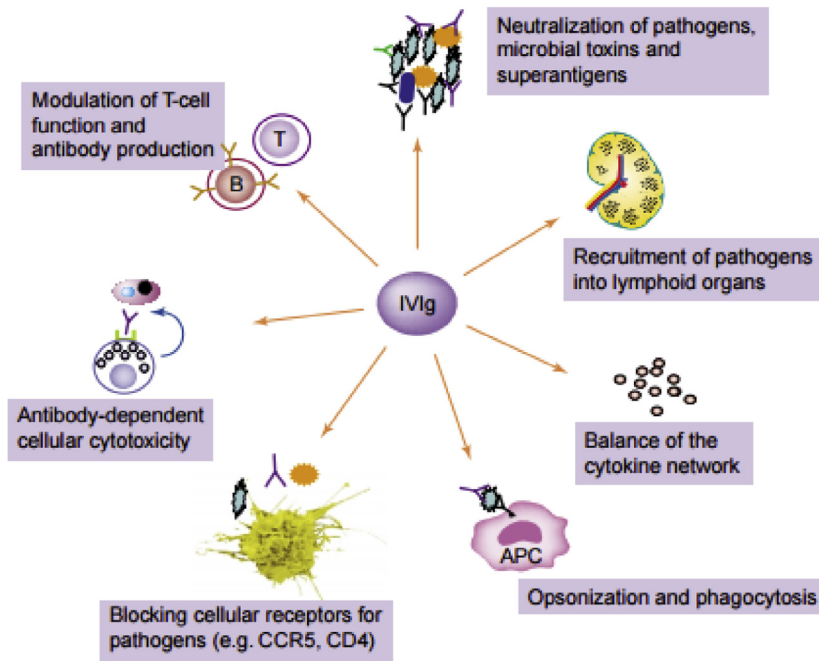 Neutralization of pathogens,
microbial toxins and
superantigens
Modulation of T-cell
function and
antibody production
T
B
Recruitment of pathogens
into lymphoid organs
IVIg
Antibody-dependent
cellular cytotoxicity
Balance of the
cytokine network
APC
Opsonization and phagocytosis
Blocking cellular receptors for
pathogens (e.g. CCR5, CD4)